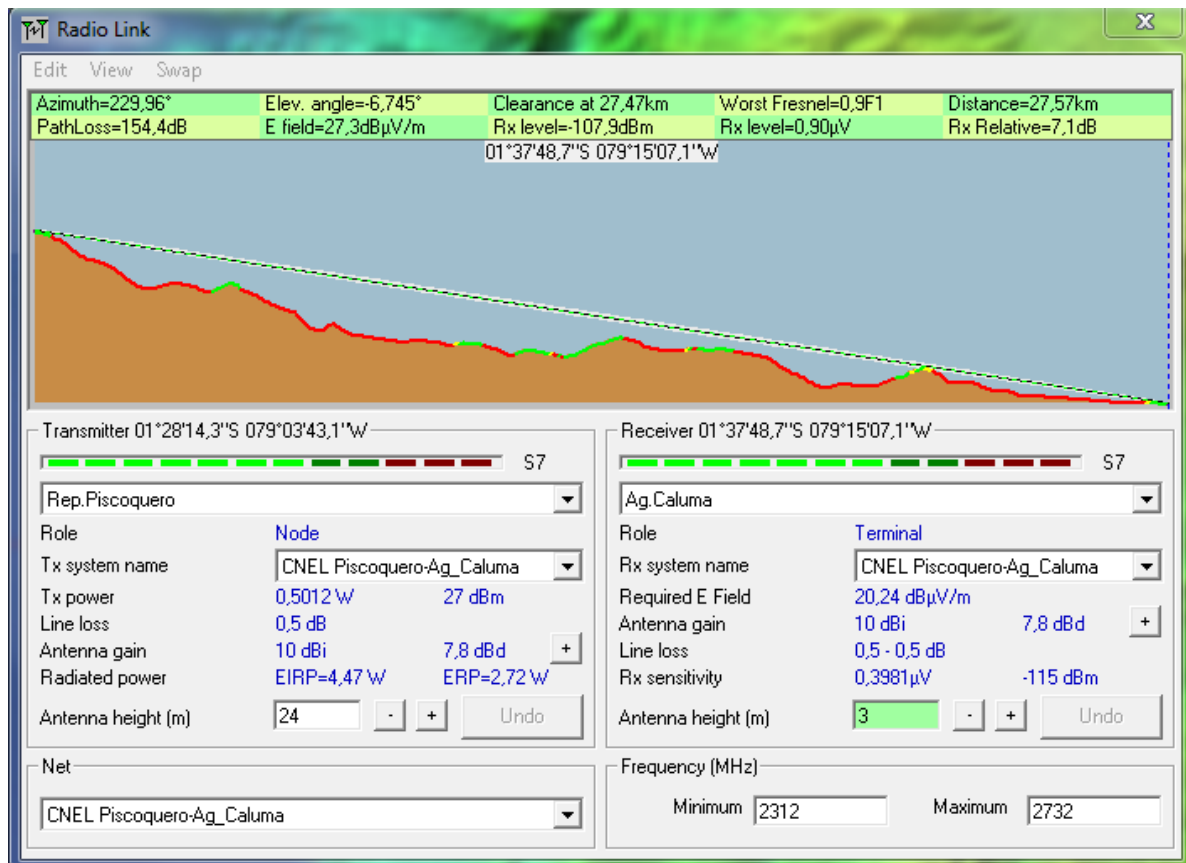 Radio Link
Edit View Swap
Azimuth=229,96° Elev. angle=-6,745° Clearance at 27,47km Worst Fresnel=0,9F1 Distance=27,57km
PathLoss=154,4dB E field=27,3dBµV/m Rx level=-107,9dBm Rx level=0,90µV Rx Relative=7,1dB
01°37'48,7"S 079°15'07,1"W
Transmitter 01°28'14,3"S 079°03'43,1"W
S7
Rep.Piscoquero
Role Node
Tx system name CNEL Piscoquero-Ag_Caluma
Tx power 0,5012 W 27 dBm
Line loss 0,5 dB
Antenna gain 10 dBi 7,8 dBd +
Radiated power EIRP=4,47 W ERP=2,72 W
Antenna height (m) 24 - + Undo
Receiver 01°37'48,7"S 079°15'07,1"W
S7
Ag.Caluma
Role Terminal
Rx system name CNEL Piscoquero-Ag_Caluma
Required E Field 20,24 dBµV/m
Antenna gain 10 dBi 7,8 dBd +
Line loss 0,5 - 0,5 dB
Rx sensitivity 0,3981µV -115 dBm
Antenna height (m) 3 - + Undo
Net
CNEL Piscoquero-Ag_Caluma
Frequency (MHz)
Minimum 2312 Maximum 2732